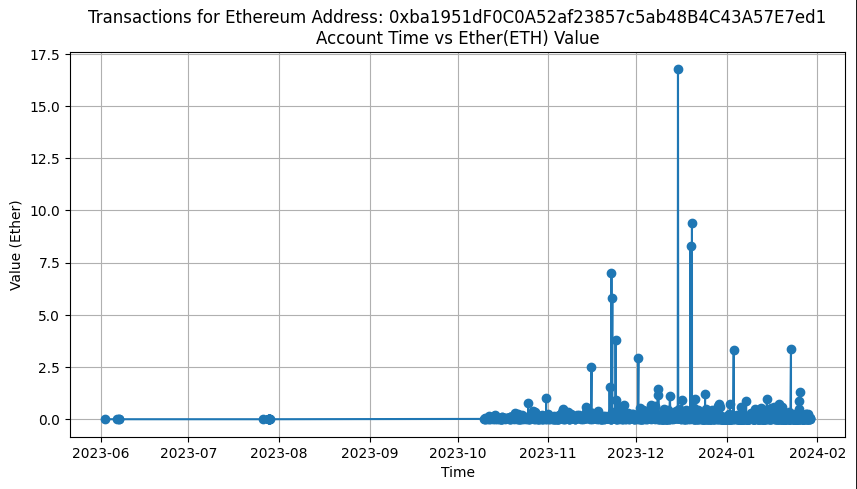 Transactions for Ethereum Address: 0xba1951dF0C0A52af23857c5ab48B4C43A57E7ed1
Account Time vs Ether(ETH) Value
17.5
15.0
12.5
10.0
7.5
5.0
2.5
0.0
Value (Ether)
2023-06 2023-07 2023-08 2023-09 2023-10 2023-11 2023-12 2024-01 2024-02
Time